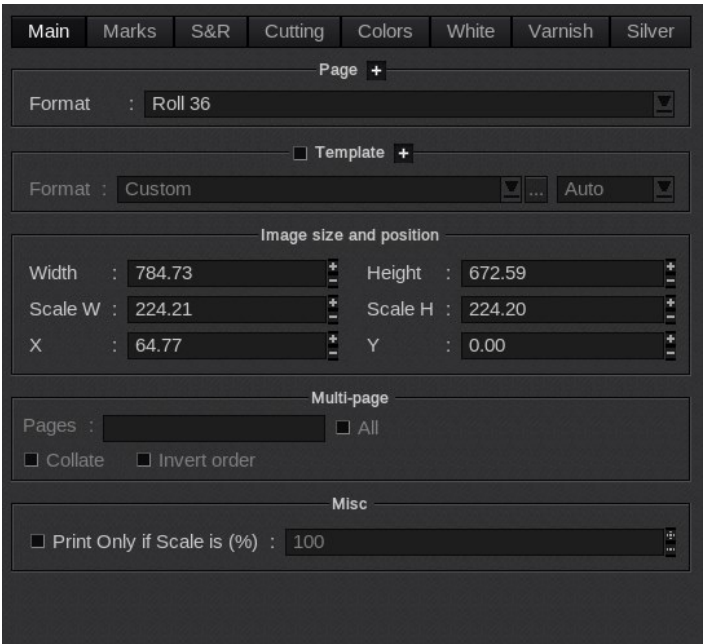 Main Marks S&R Cutting Colors White Varnish Silver
Page +
Format : Roll 36
Template +
Format : Custom ... Auto
Image size and position
Width : 784.73 Height : 672.59
Scale W : 224.21 Scale H : 224.20
X : 64.77 Y : 0.00
Multi-page
Pages : All
Collate Invert order
Misc
Print Only if Scale is (%) : 100